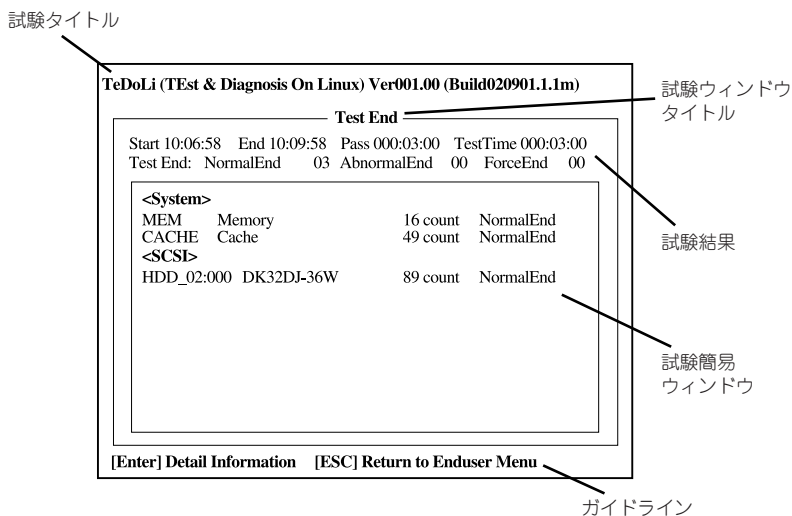 試験タイトル
TeDoLi (TEst & Diagnosis On Linux) Ver001.00 (Build020901.1.1m)
試験ウィンドウ
タイトル
Test End
Start 10:06:58 End 10:09:58 Pass 000:03:00 TestTime 000:03:00
Test End: NormalEnd 03 AbnormalEnd 00 ForceEnd 00
試験結果
<System>
MEM Memory 16 count NormalEnd
CACHE Cache 49 count NormalEnd
<SCSI>
HDD_02:000 DK32DJ-36W 89 count NormalEnd
試験簡易
ウィンドウ
[Enter] Detail Information [ESC] Return to Enduser Menu
ガイドライン